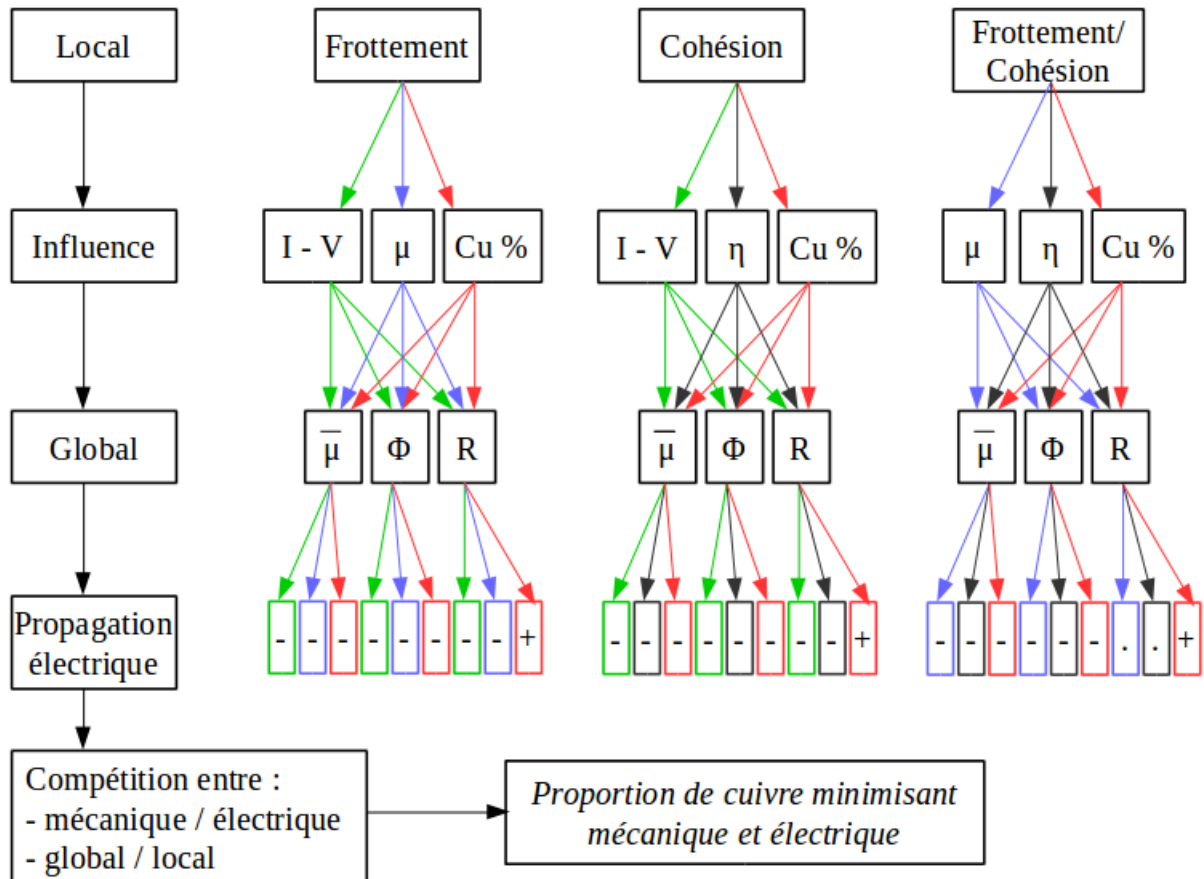 Local
Frottement
Cohésion
Frottement/
Cohésion
Influence
I - V
μ
Cu %
I - V
η
Cu %
μ
η
Cu %
Global
μ̅
Φ
R
μ̅
Φ
R
μ̅
Φ
R
Propagation
électrique
- - - - - - - - +
- - - - - - - - +
- - - - - - . . +
Compétition entre :
- mécanique / électrique
- global / local
Proportion de cuivre minimisant
mécanique et électrique